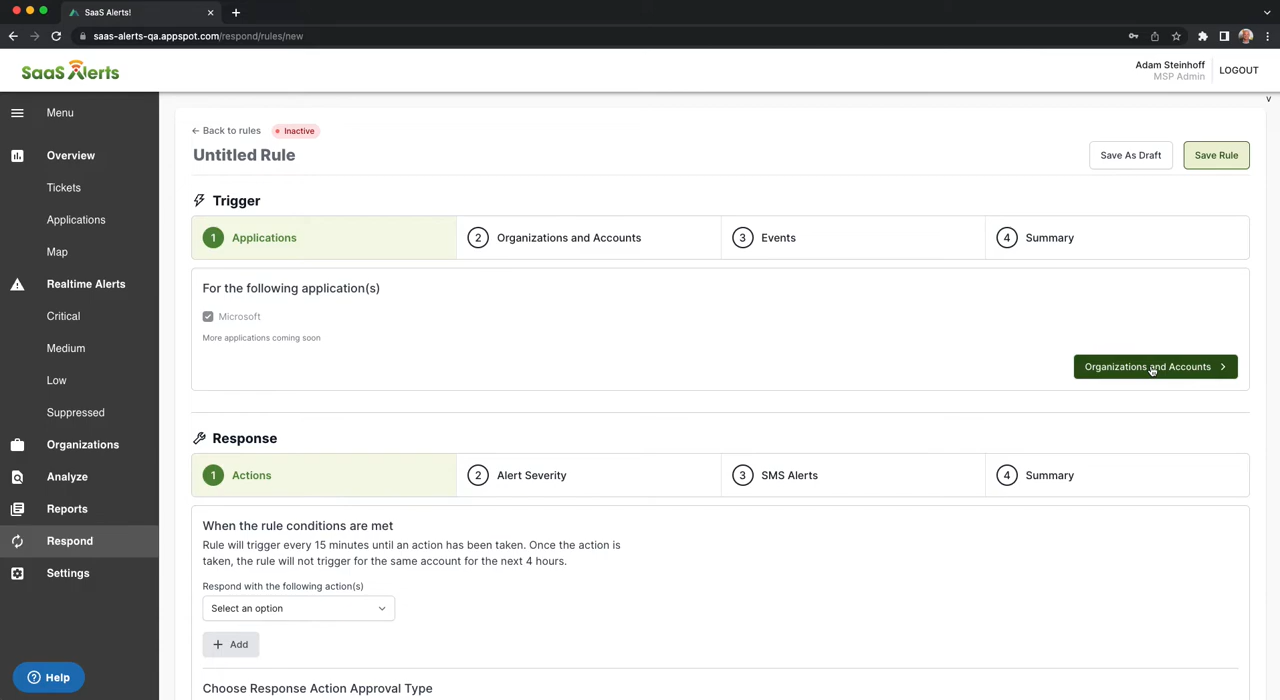 SaaS Alerts!
saas-alerts-qa.appspot.com/respond/rules/new
SaaS Alerts
Adam Steinhoff
MSP Admin
LOGOUT
Menu
Overview
Tickets
Applications
Map
Realtime Alerts
Critical
Medium
Low
Suppressed
Organizations
Analyze
Reports
Respond
Settings
Help
v
← Back to rules
Inactive
Untitled Rule
Save As Draft
Save Rule
Trigger
1 Applications
2 Organizations and Accounts
3 Events
4 Summary
For the following application(s)
Microsoft
More applications coming soon
Organizations and Accounts >
Response
1 Actions
2 Alert Severity
3 SMS Alerts
4 Summary
When the rule conditions are met
Rule will trigger every 15 minutes until an action has been taken. Once the action is
taken, the rule will not trigger for the same account for the next 4 hours.
Respond with the following action(s)
Select an option
+ Add
Choose Response Action Approval Type